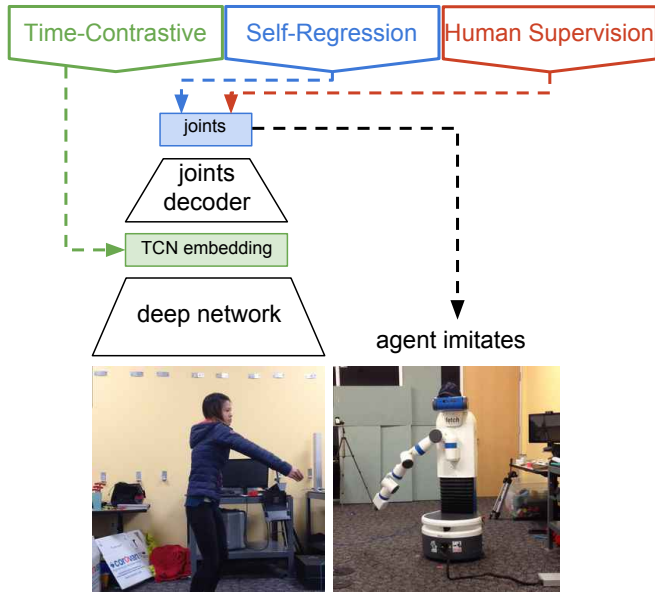 Time-Contrastive
Self-Regression
Human Supervision
joints
joints
decoder
TCN embedding
deep network
agent imitates
fetch